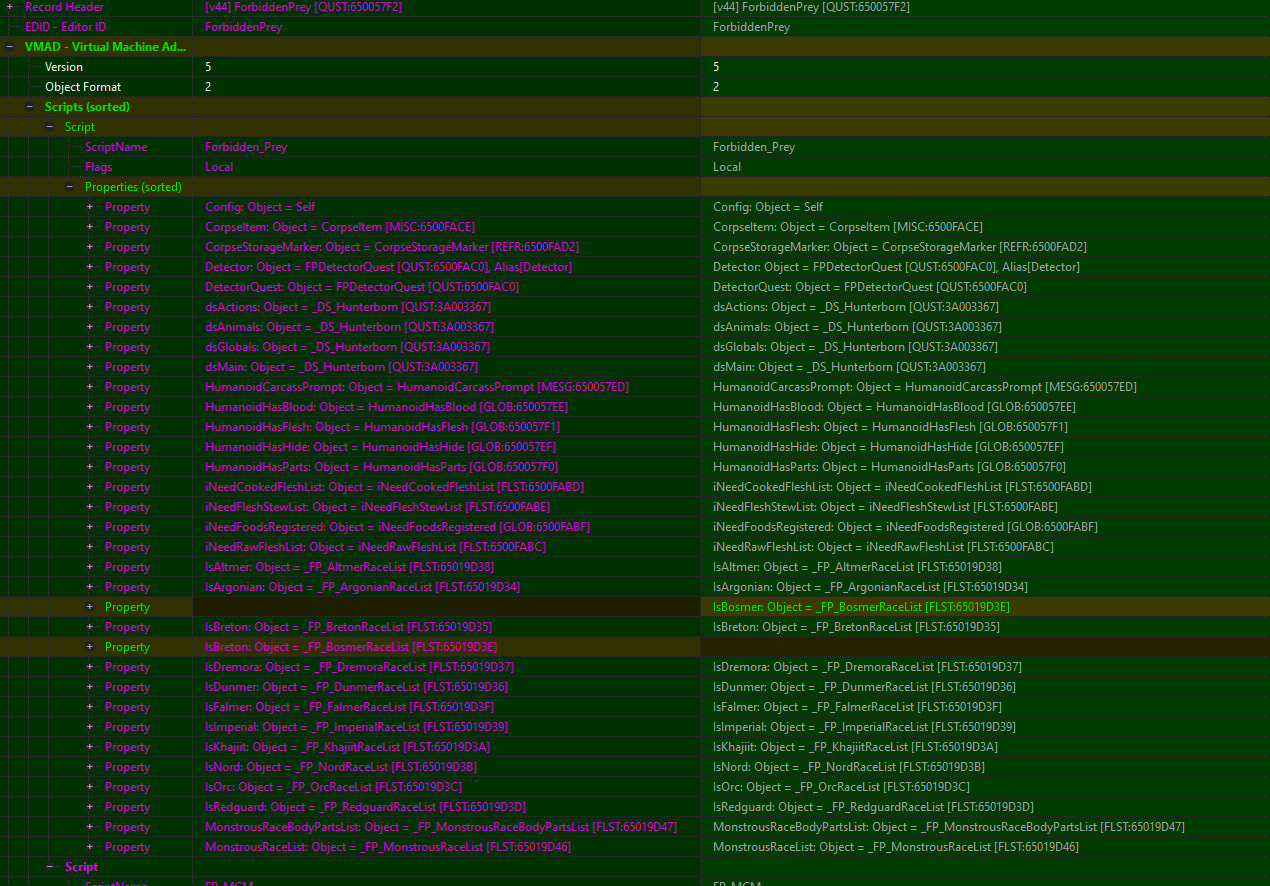 Record Header [v44] ForbiddenPrey [QUST:650057F2] [v44] ForbiddenPrey [QUST:650057F2]
EDID - Editor ID ForbiddenPrey ForbiddenPrey
VMAD - Virtual Machine Ad...
Version 5 5
Object Format 2 2
Scripts (sorted)
Script
ScriptName Forbidden_Prey Forbidden_Prey
Flags Local Local
Properties (sorted)
Property Config: Object = Self Config: Object = Self
Property CorpseItem: Object = CorpseItem [MISC:6500FACE] CorpseItem: Object = CorpseItem [MISC:6500FACE]
Property CorpseStorageMarker: Object = CorpseStorageMarker [REFR:6500FAD2] CorpseStorageMarker: Object = CorpseStorageMarker [REFR:6500FAD2]
Property Detector: Object = FPDetectorQuest [QUST:6500FAC0], Alias[Detector] Detector: Object = FPDetectorQuest [QUST:6500FAC0], Alias[Detector]
Property DetectorQuest: Object = FPDetectorQuest [QUST:6500FAC0] DetectorQuest: Object = FPDetectorQuest [QUST:6500FAC0]
Property dsActions: Object = _DS_Hunterborn [QUST:3A003367] dsActions: Object = _DS_Hunterborn [QUST:3A003367]
Property dsAnimals: Object = _DS_Hunterborn [QUST:3A003367] dsAnimals: Object = _DS_Hunterborn [QUST:3A003367]
Property dsGlobals: Object = _DS_Hunterborn [QUST:3A003367] dsGlobals: Object = _DS_Hunterborn [QUST:3A003367]
Property dsMain: Object = _DS_Hunterborn [QUST:3A003367] dsMain: Object = _DS_Hunterborn [QUST:3A003367]
Property HumanoidCarcassPrompt: Object = HumanoidCarcassPrompt [MESG:650057ED] HumanoidCarcassPrompt: Object = HumanoidCarcassPrompt [MESG:650057ED]
Property HumanoidHasBlood: Object = HumanoidHasBlood [GLOB:650057EE] HumanoidHasBlood: Object = HumanoidHasBlood [GLOB:650057EE]
Property HumanoidHasFlesh: Object = HumanoidHasFlesh [GLOB:650057F1] HumanoidHasFlesh: Object = HumanoidHasFlesh [GLOB:650057F1]
Property HumanoidHasHide: Object = HumanoidHasHide [GLOB:650057EF] HumanoidHasHide: Object = HumanoidHasHide [GLOB:650057EF]
Property HumanoidHasParts: Object = HumanoidHasParts [GLOB:650057F0] HumanoidHasParts: Object = HumanoidHasParts [GLOB:650057F0]
Property iNeedCookedFleshList: Object = iNeedCookedFleshList [FLST:6500FABD] iNeedCookedFleshList: Object = iNeedCookedFleshList [FLST:6500FABD]
Property iNeedFleshStewList: Object = iNeedFleshStewList [FLST:6500FABE] iNeedFleshStewList: Object = iNeedFleshStewList [FLST:6500FABE]
Property iNeedFoodsRegistered: Object = iNeedFoodsRegistered [GLOB:6500FABF] iNeedFoodsRegistered: Object = iNeedFoodsRegistered [GLOB:6500FABF]
Property iNeedRawFleshList: Object = iNeedRawFleshList [FLST:6500FABC] iNeedRawFleshList: Object = iNeedRawFleshList [FLST:6500FABC]
Property IsAltmer: Object = _FP_AltmerRaceList [FLST:65019D38] IsAltmer: Object = _FP_AltmerRaceList [FLST:65019D38]
Property IsArgonian: Object = _FP_ArgonianRaceList [FLST:65019D34] IsArgonian: Object = _FP_ArgonianRaceList [FLST:65019D34]
Property IsBosmer: Object = _FP_BosmerRaceList [FLST:65019D3E]
Property IsBreton: Object = _FP_BretonRaceList [FLST:65019D35] IsBreton: Object = _FP_BretonRaceList [FLST:65019D35]
Property IsBreton: Object = _FP_BosmerRaceList [FLST:65019D3E]
Property IsDremora: Object = _FP_DremoraRaceList [FLST:65019D37] IsDremora: Object = _FP_DremoraRaceList [FLST:65019D37]
Property IsDunmer: Object = _FP_DunmerRaceList [FLST:65019D36] IsDunmer: Object = _FP_DunmerRaceList [FLST:65019D36]
Property IsFalmer: Object = _FP_FalmerRaceList [FLST:65019D3F] IsFalmer: Object = _FP_FalmerRaceList [FLST:65019D3F]
Property IsImperial: Object = _FP_ImperialRaceList [FLST:65019D39] IsImperial: Object = _FP_ImperialRaceList [FLST:65019D39]
Property IsKhajiit: Object = _FP_KhajiitRaceList [FLST:65019D3A] IsKhajiit: Object = _FP_KhajiitRaceList [FLST:65019D3A]
Property IsNord: Object = _FP_NordRaceList [FLST:65019D3B] IsNord: Object = _FP_NordRaceList [FLST:65019D3B]
Property IsOrc: Object = _FP_OrcRaceList [FLST:65019D3C] IsOrc: Object = _FP_OrcRaceList [FLST:65019D3C]
Property IsRedguard: Object = _FP_RedguardRaceList [FLST:65019D3D] IsRedguard: Object = _FP_RedguardRaceList [FLST:65019D3D]
Property MonstrousRaceBodyPartsList: Object = _FP_MonstrousRaceBodyPartsList [FLST:65019D47] MonstrousRaceBodyPartsList: Object = _FP_MonstrousRaceBodyPartsList [FLST:65019D47]
Property MonstrousRaceList: Object = _FP_MonstrousRaceList [FLST:65019D46] MonstrousRaceList: Object = _FP_MonstrousRaceList [FLST:65019D46]
Script
ScriptName FP_MCM FP_MCM